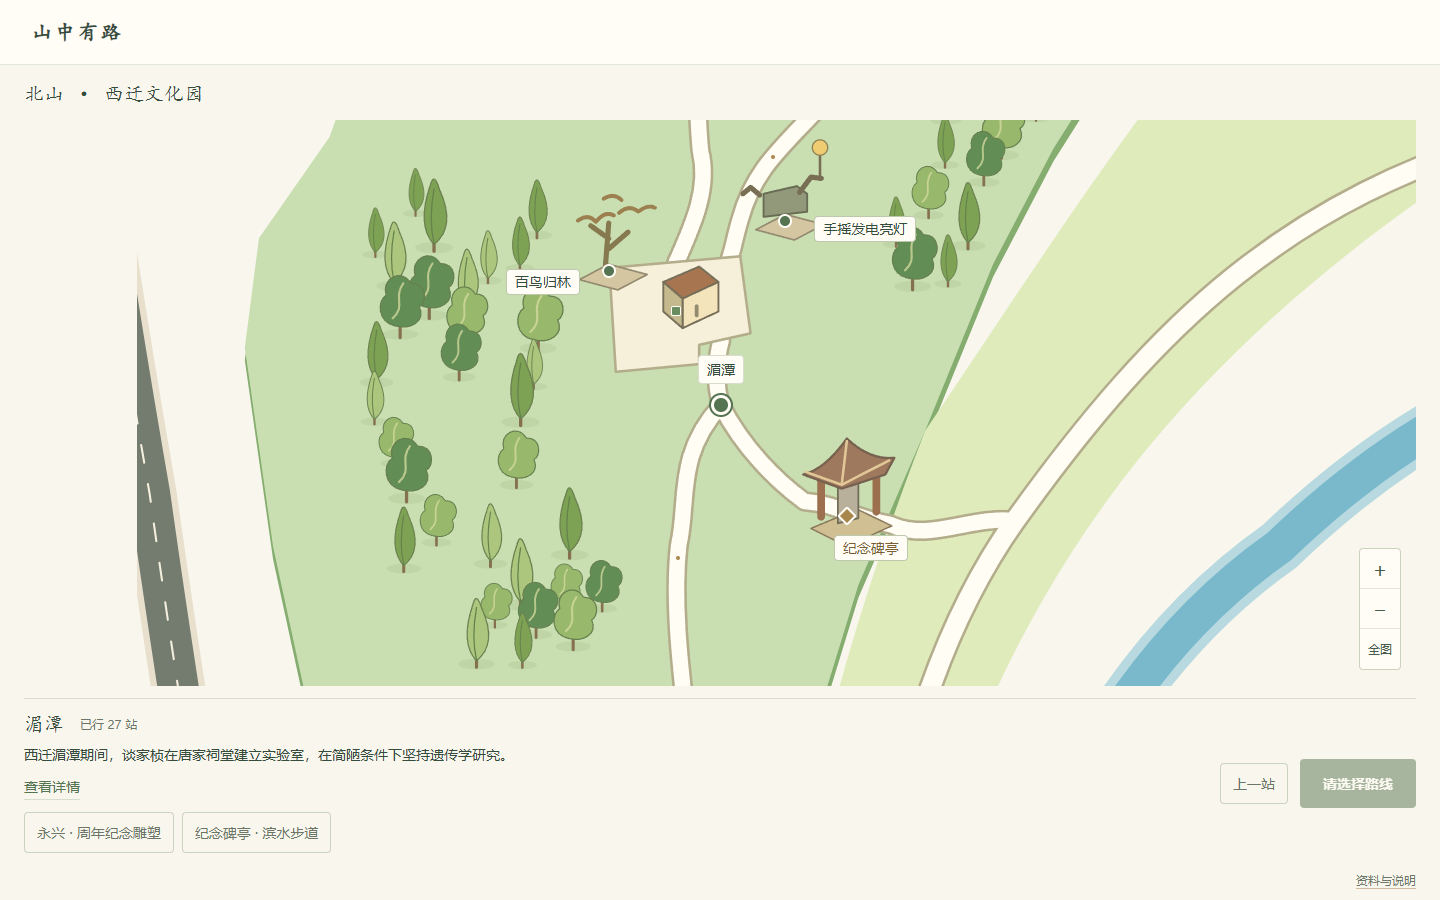 山中有路
北山 • 西迁文化园
手摇发电亮灯
百鸟归林
湄潭
纪念碑亭
+
−
全图
湄潭 已行 27 站
西迁湄潭期间，谈家桢在唐家祠堂建立实验室，在简陋条件下坚持遗传学研究。
查看详情
上一站
请选择路线
永兴 · 周年纪念雕塑
纪念碑亭 · 滨水步道
资料与说明